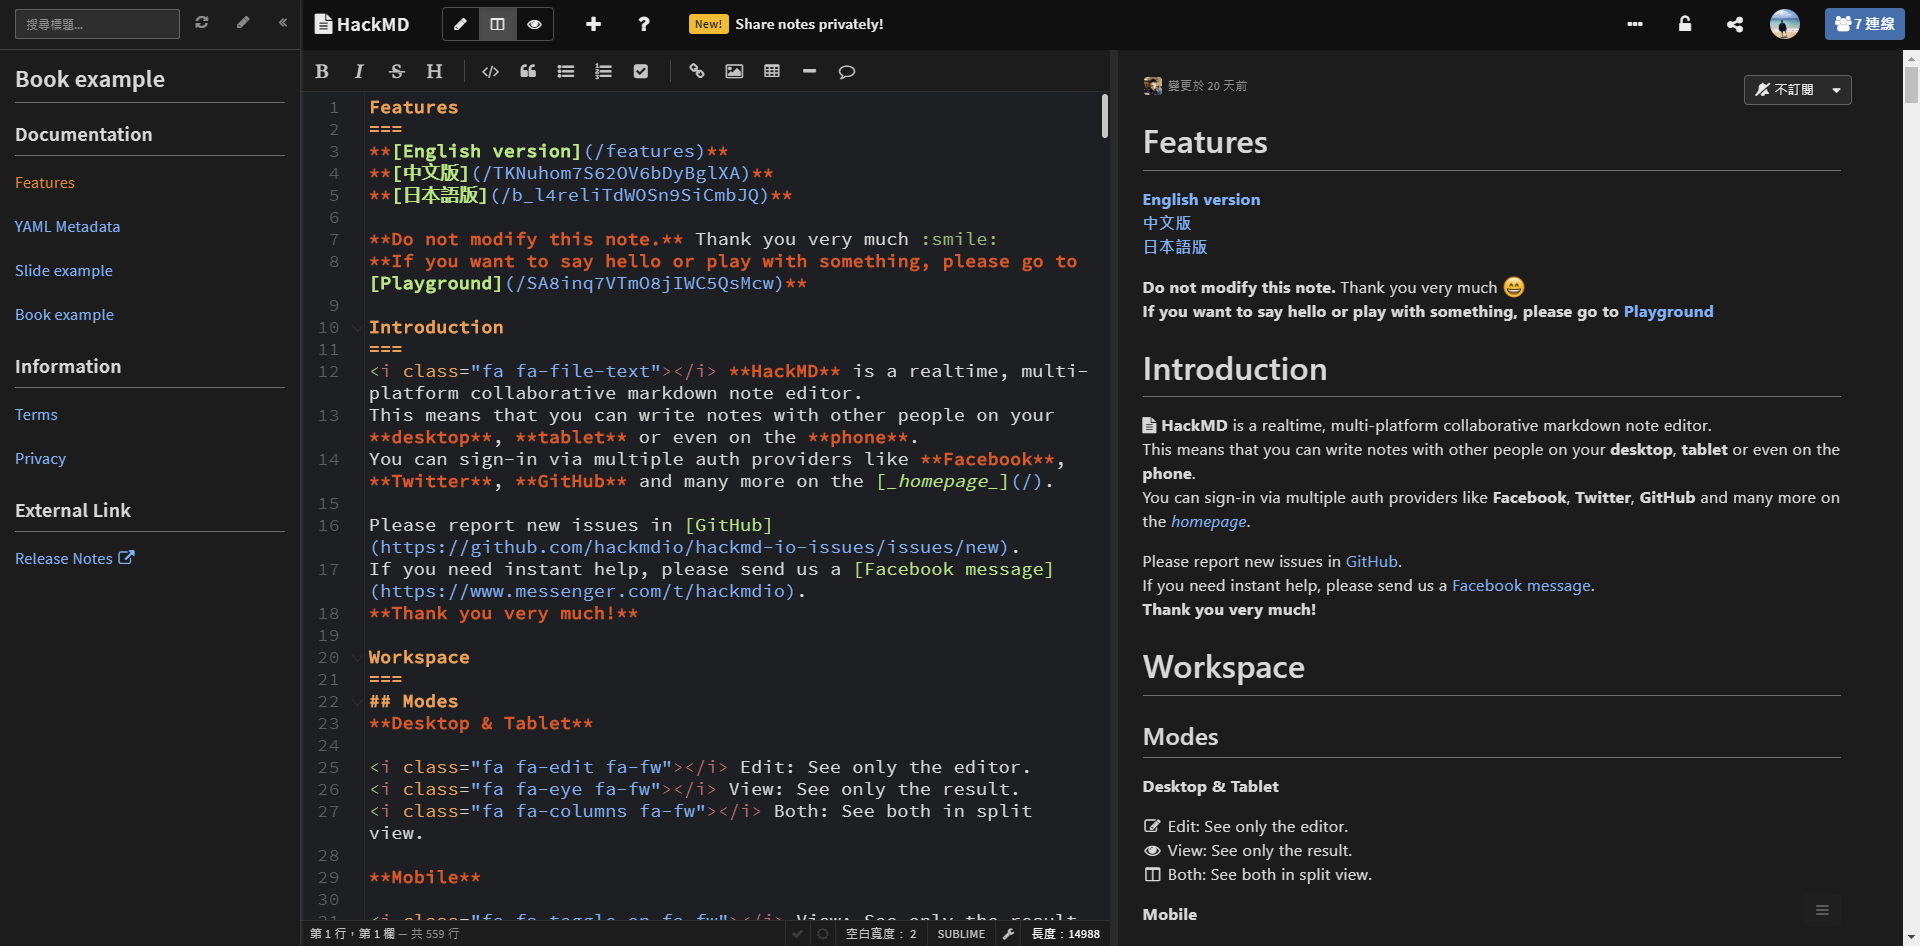 搜尋標題...
Book example
Documentation
Features
YAML Metadata
Slide example
Book example
Information
Terms
Privacy
External Link
Release Notes
HackMD
New! Share notes privately!
7 連線
B I S H
1 Features
2 ===
3 **[English version](/features)**
4 **[中文版](/TKNuhom7S62OV6bDyBglXA)**
5 **[日本語版](/b_l4reliTdWOSn9SiCmbJQ)**
6
7 **Do not modify this note.** Thank you very much :smile:
8 **If you want to say hello or play with something, please go to
[Playground](/SA8inq7VTmO8jIWC5QsMcw)**
9
10 Introduction
11 ===
12 <i class="fa fa-file-text"></i> **HackMD** is a realtime, multi-
platform collaborative markdown note editor.
13 This means that you can write notes with other people on your
**desktop**, **tablet** or even on the **phone**.
14 You can sign-in via multiple auth providers like **Facebook**,
**Twitter**, **GitHub** and many more on the [_homepage_](/).
15
16 Please report new issues in [GitHub]
(https://github.com/hackmdio/hackmd-io-issues/issues/new).
17 If you need instant help, please send us a [Facebook message]
(https://www.messenger.com/t/hackmdio).
18 **Thank you very much!**
19
20 Workspace
21 ===
22 ## Modes
23 **Desktop & Tablet**
24
25 <i class="fa fa-edit fa-fw"></i> Edit: See only the editor.
26 <i class="fa fa-eye fa-fw"></i> View: See only the result.
27 <i class="fa fa-columns fa-fw"></i> Both: See both in split
view.
28
29 **Mobile**
30
31 <i class="fa fa-toggle-on fa-fw"></i> View: See only the result
第 1 行，第 1 欄 — 共 559 行
空白寬度： 2
SUBLIME
長度：14988
變更於 20 天前
不訂閱
Features
English version
中文版
日本語版
Do not modify this note. Thank you very much
If you want to say hello or play with something, please go to Playground
Introduction
HackMD is a realtime, multi-platform collaborative markdown note editor.
This means that you can write notes with other people on your desktop, tablet or even on the
phone.
You can sign-in via multiple auth providers like Facebook, Twitter, GitHub and many more on
the homepage.
Please report new issues in GitHub.
If you need instant help, please send us a Facebook message.
Thank you very much!
Workspace
Modes
Desktop & Tablet
Edit: See only the editor.
View: See only the result.
Both: See both in split view.
Mobile